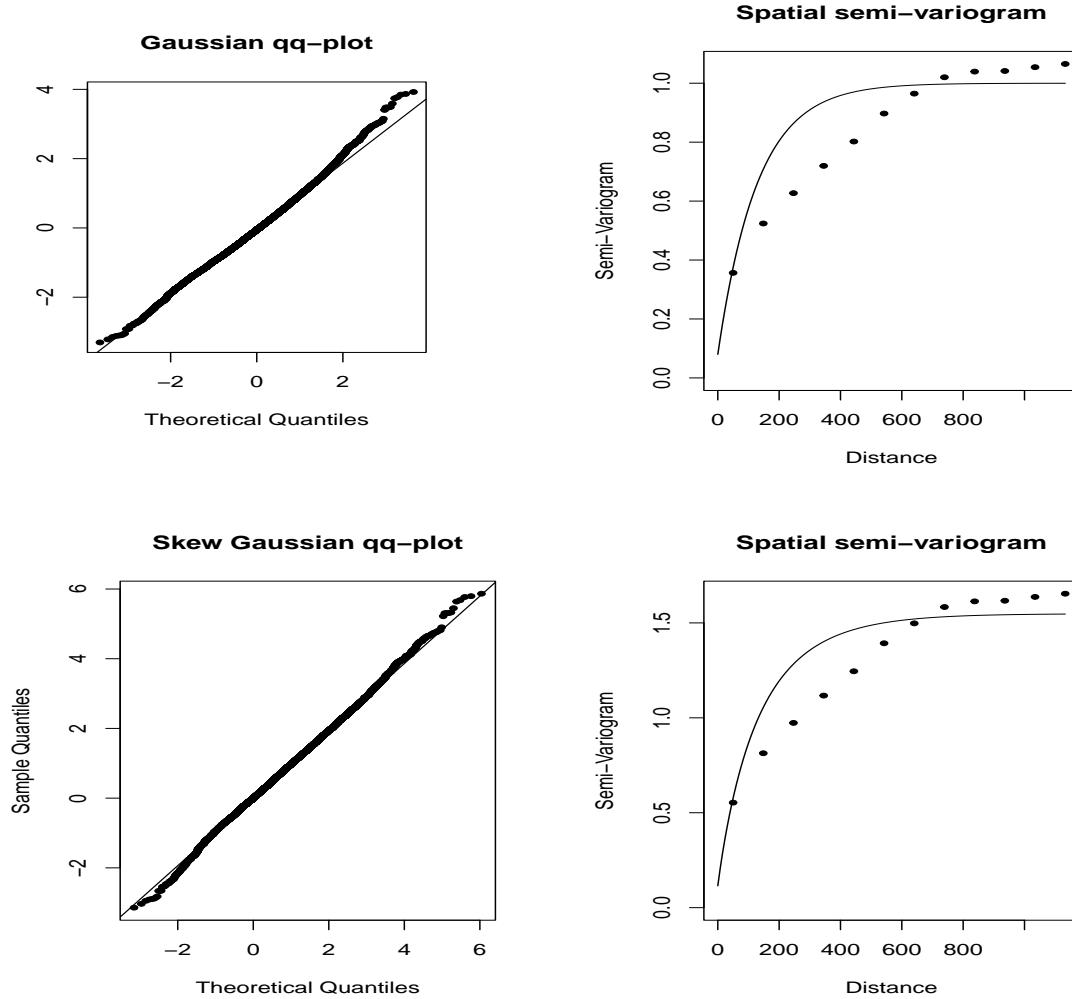 Gaussian qq−plot
4
2
0
−2
−2 0 2
Theoretical Quantiles
Spatial semi−variogram
Semi−Variogram
1.0
0.8
0.6
0.4
0.2
0.0
0 200 400 600 800
Distance
Skew Gaussian qq−plot
Sample Quantiles
6
4
2
0
−2
−2 0 2 4 6
Theoretical Quantiles
Spatial semi−variogram
Semi−Variogram
1.5
1.0
0.5
0.0
0 200 400 600 800
Distance